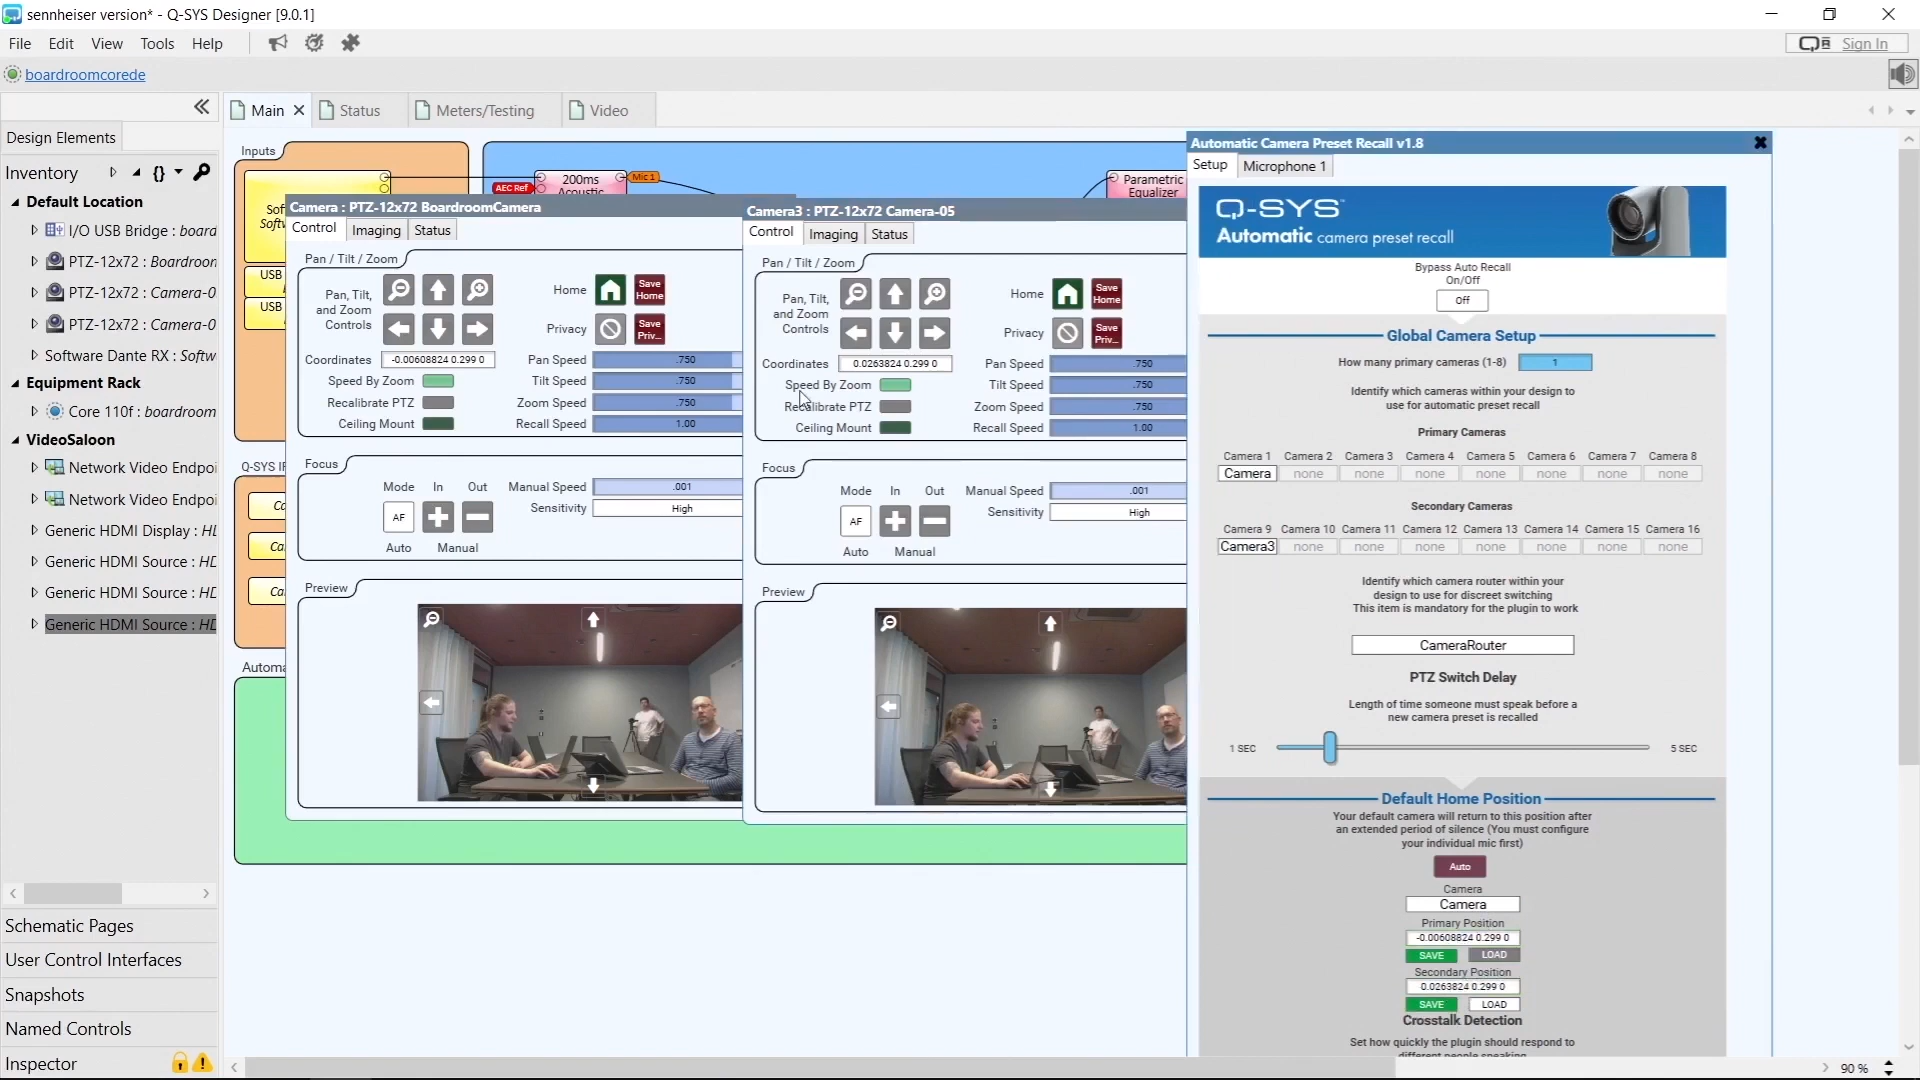 sennheiser version* - Q-SYS Designer [9.0.1]
File Edit View Tools Help
Sign In
boardroomcorede
Main Status Meters/Testing Video
Design Elements
Inventory
Default Location
I/O USB Bridge : board
PTZ-12x72 : Boardroon
PTZ-12x72 : Camera-0
PTZ-12x72 : Camera-0
Software Dante RX : Softw
Equipment Rack
Core 110f : boardroom
VideoSaloon
Network Video Endpoi
Network Video Endpoi
Generic HDMI Display : HL
Generic HDMI Source : HD
Generic HDMI Source : HD
Generic HDMI Source : HD
Schematic Pages
User Control Interfaces
Snapshots
Named Controls
Inspector
Inputs
Sof
Softw
USB
USB
Q-SYS IF
Ca
Ca
Ca
Automa
AEC Ref
200ms
Acoustic
Mic 1
Parametric
Equalizer
Camera : PTZ-12x72 BoardroomCamera
Control Imaging Status
Pan / Tilt / Zoom
Pan, Tilt,
and Zoom
Controls
Home
Save
Home
Privacy
Save
Priv...
Coordinates -0.00608824 0.299 0
Pan Speed .750
Speed By Zoom
Tilt Speed .750
Recalibrate PTZ
Zoom Speed .750
Ceiling Mount
Recall Speed 1.00
Focus
Mode In Out
Manual Speed .001
AF
Sensitivity High
Auto Manual
Preview
Camera3 : PTZ-12x72 Camera-05
Control Imaging Status
Pan / Tilt / Zoom
Pan, Tilt,
and Zoom
Controls
Home
Save
Home
Privacy
Save
Priv...
Coordinates 0.0263824 0.299 0
Pan Speed .750
Speed By Zoom
Tilt Speed .750
Recalibrate PTZ
Zoom Speed .750
Ceiling Mount
Recall Speed 1.00
Focus
Mode In Out
Manual Speed .001
AF
Sensitivity High
Auto Manual
Preview
Automatic Camera Preset Recall v1.8
Setup Microphone 1
Q-SYS™
Automatic camera preset recall
Bypass Auto Recall
On/Off
Off
Global Camera Setup
How many primary cameras (1-8) 1
Identify which cameras within your design to
use for automatic preset recall
Primary Cameras
Camera 1 Camera 2 Camera 3 Camera 4 Camera 5 Camera 6 Camera 7 Camera 8
Camera none none none none none none none
Secondary Cameras
Camera 9 Camera 10 Camera 11 Camera 12 Camera 13 Camera 14 Camera 15 Camera 16
Camera3 none none none none none none none
Identify which camera router within your
design to use for discreet switching
This item is mandatory for the plugin to work
CameraRouter
PTZ Switch Delay
Length of time someone must speak before a
new camera preset is recalled
1 SEC 5 SEC
Default Home Position
Your default camera will return to this position after
an extended period of silence (You must configure
your individual mic first)
Auto
Camera
Camera
Primary Position
-0.00608824 0.299 0
SAVE LOAD
Secondary Position
0.0263824 0.299 0
SAVE LOAD
Crosstalk Detection
Set how quickly the plugin should respond to
different people speaking
90 %